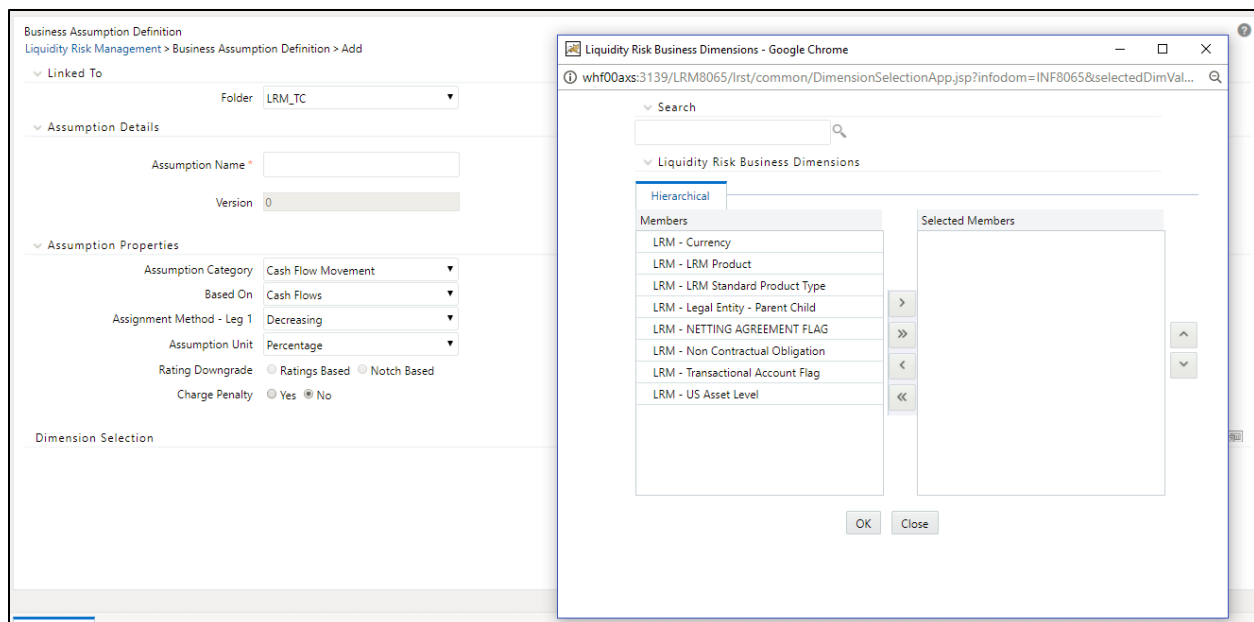 Business Assumption Definition
Liquidity Risk Management > Business Assumption Definition > Add
Linked To
Folder LRM_TC
Assumption Details
Assumption Name *
Version 0
Assumption Properties
Assumption Category Cash Flow Movement
Based On Cash Flows
Assignment Method - Leg 1 Decreasing
Assumption Unit Percentage
Rating Downgrade Ratings Based Notch Based
Charge Penalty Yes No
Dimension Selection
Liquidity Risk Business Dimensions - Google Chrome
whf00axs:3139/LRM8065/lrst/common/DimensionSelectionApp.jsp?infodom=INF8065&selectedDimVal...
Search
Liquidity Risk Business Dimensions
Hierarchical
Members Selected Members
LRM - Currency
LRM - LRM Product
LRM - LRM Standard Product Type
LRM - Legal Entity - Parent Child
LRM - NETTING AGREEMENT FLAG
LRM - Non Contractual Obligation
LRM - Transactional Account Flag
LRM - US Asset Level
OK Close